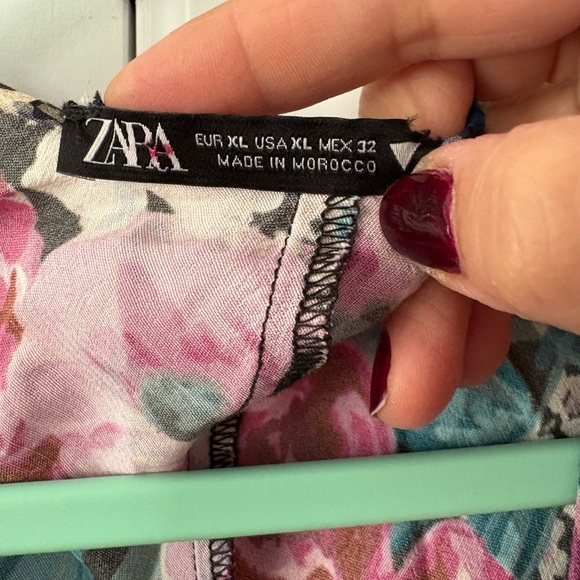 ZARA
EUR XL USA XL MEX 32
MADE IN MOROCCO